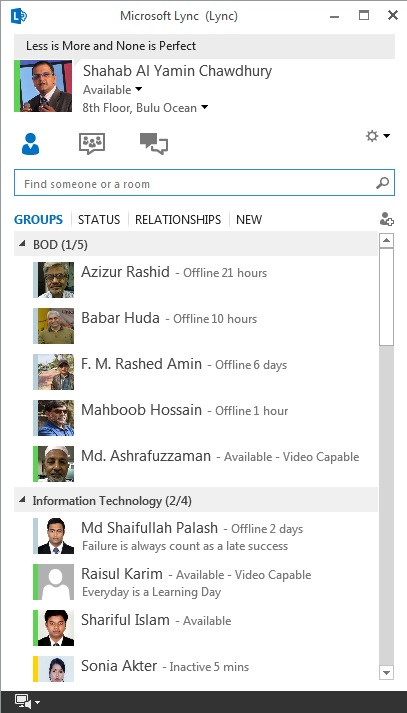 Microsoft Lync (Lync)
Less is More and None is Perfect
Shahab Al Yamin Chawdhury
Available
8th Floor, Bulu Ocean
Find someone or a room
GROUPS STATUS RELATIONSHIPS NEW
BOD (1/5)
Azizur Rashid - Offline 21 hours
Babar Huda - Offline 10 hours
F. M. Rashed Amin - Offline 6 days
Mahboob Hossain - Offline 1 hour
Md. Ashrafuzzaman - Available - Video Capable
Information Technology (2/4)
Md Shaifullah Palash - Offline 2 days
Failure is always count as a late success
Raisul Karim - Available - Video Capable
Everyday is a Learning Day
Shariful Islam - Available
Sonia Akter - Inactive 5 mins